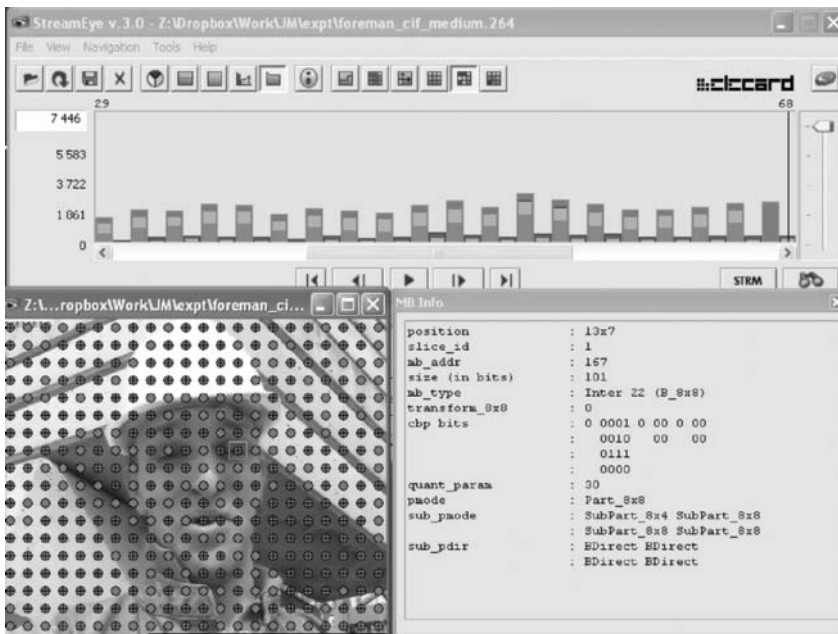 StreamEye v.3.0 - Z:\Dropbox\Work\JM\expt\foreman_cif_medium.264
File View Navigation Tools Help
elecard
29 68
7 446
5 583
3 722
1 861
0
STRM
Z:\...ropbox\Work\JM\expt\foreman_ci...
MB Info
position : 13x7
slice_id : 1
mb_addr : 167
size (in bits) : 101
mb_type : Inter 22 (B_8x8)
transform_8x8 : 0
cbp bits : 0 0001 0 00 0 00
: 0010 00 00
: 0111
: 0000
quant_param : 30
pmode : Part_8x8
sub_pmode : SubPart_8x4 SubPart_8x8
: SubPart_8x8 SubPart_8x8
sub_pdir : BDirect BDirect
: BDirect BDirect